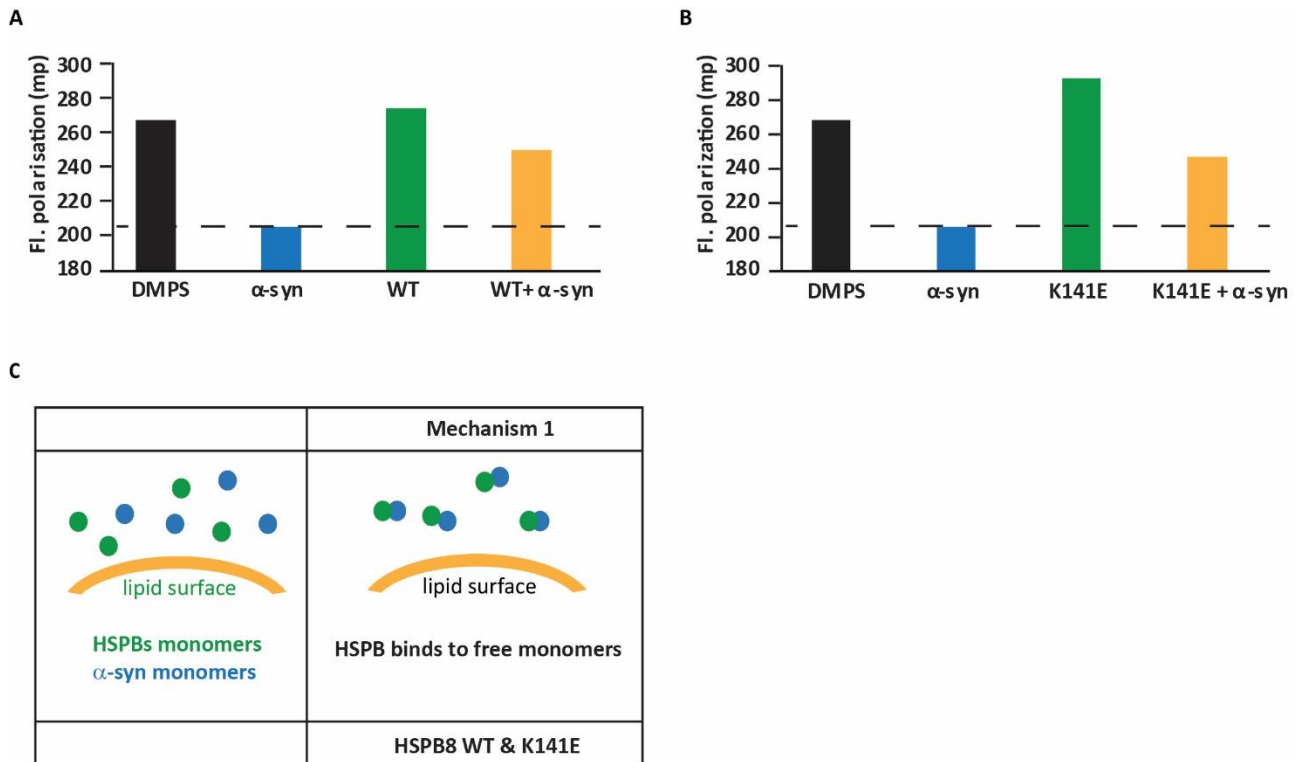 A
Fl. polarisation (mp)
300
280
260
240
220
200
180
DMPS
α-syn
WT
WT+ α-syn
B
Fl. polarization (mp)
300
280
260
240
220
200
180
DMPS
α-syn
K141E
K141E + α-syn
C
Mechanism 1
lipid surface
HSPBs monomers
α-syn monomers
lipid surface
HSPB binds to free monomers
HSPB8 WT & K141E